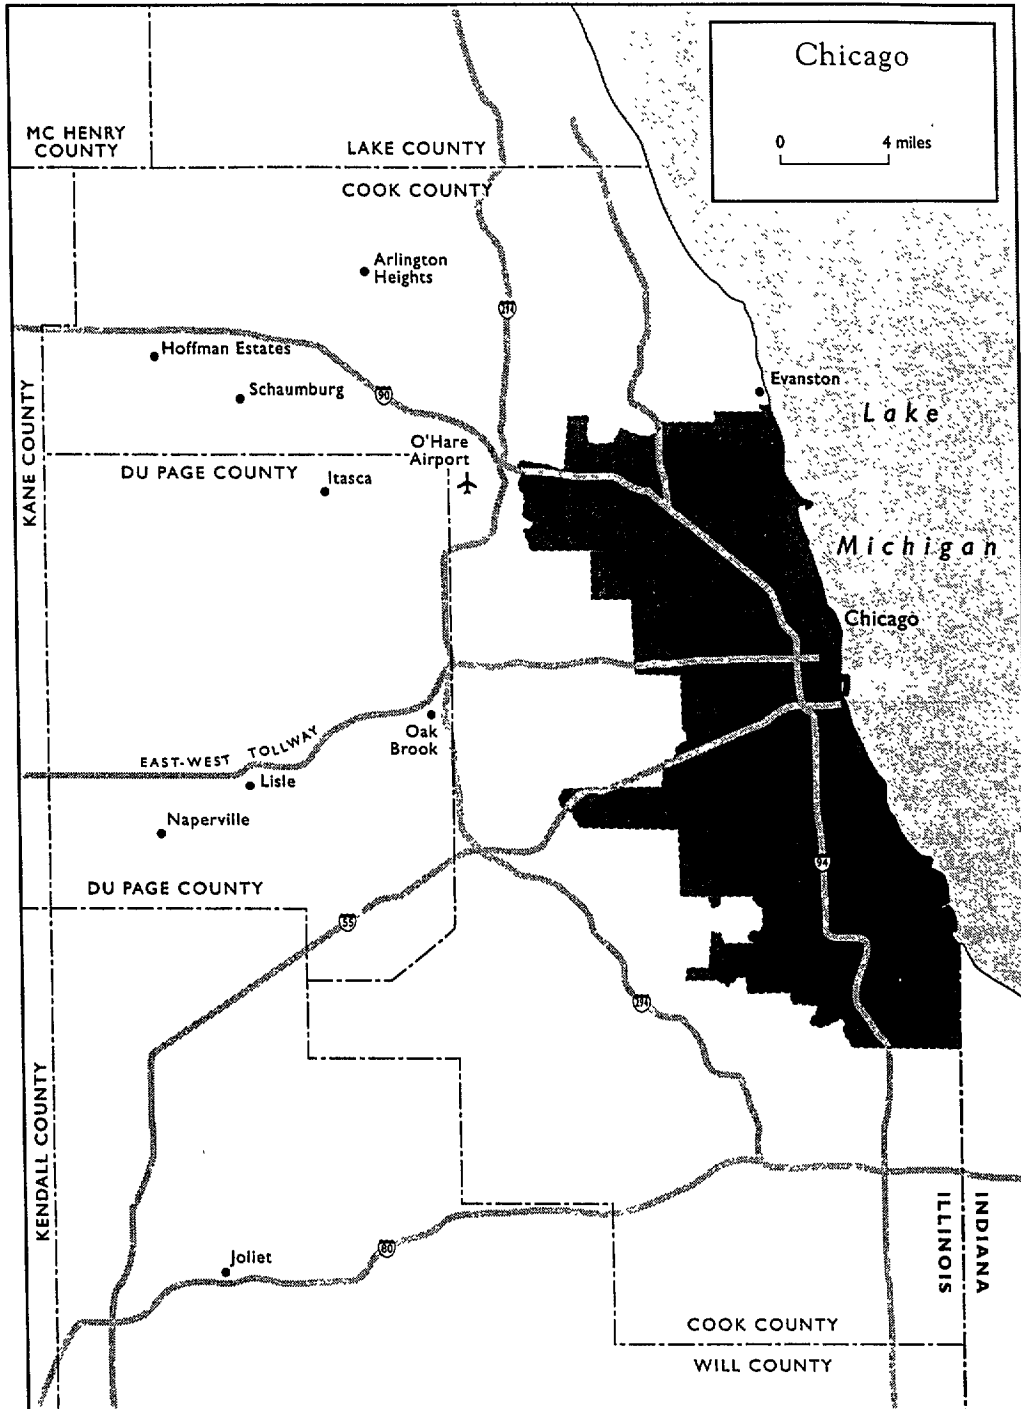 Chicago
0 4 miles
MC HENRY
COUNTY
LAKE COUNTY
COOK COUNTY
Arlington
Heights
294
Hoffman Estates
Schaumburg
90
Evanston
Lake
O'Hare
Airport
KANE COUNTY
DU PAGE COUNTY
Itasca
Michigan
Chicago
Oak
Brook
EAST-WEST TOLLWAY
Lisle
Naperville
94
DU PAGE COUNTY
55
294
KENDALL COUNTY
ILLINOIS
INDIANA
Joliet
80
COOK COUNTY
WILL COUNTY